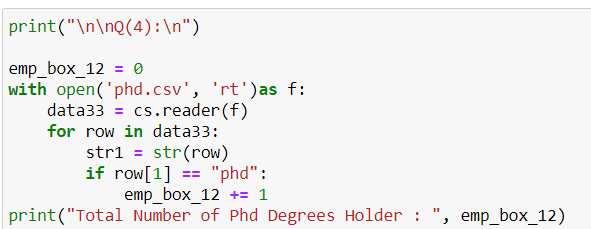 print("\n\nQ(4):\n")
emp_box_12 = 0
with open('phd.csv', 'rt')as f:
    data33 = cs.reader(f)
    for row in data33:
        str1 = str(row)
        if row[1] == "phd":
            emp_box_12 += 1
print("Total Number of Phd Degrees Holder : ", emp_box_12)